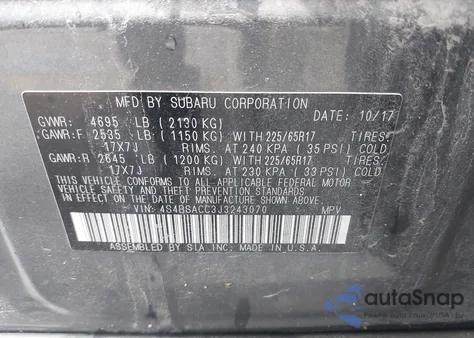 MFD BY SUBARU CORPORATION
DATE: 10/17
GVWR: 4695 LB (2130 KG)
GAWR:F 2535 LB (1150 KG) WITH 225/65R17 TIRES,
17X7J RIMS, AT 240 KPA (35 PSI) COLD
GAWR:R 2645 LB (1200 KG) WITH 225/65R17 TIRES,
17X7J RIMS, AT 230 KPA (33 PSI) COLD
THIS VEHICLE CONFORMS TO ALL APPLICABLE FEDERAL MOTOR
VEHICLE SAFETY AND THEFT PREVENTION STANDARDS
IN EFFECT ON THE DATE OF MANUFACTURE SHOWN ABOVE.
VIN: 4S4BSACC3J3243070 MPV
ASSEMBLED BY SIA,INC. MADE IN U.S.A.
autoSnap